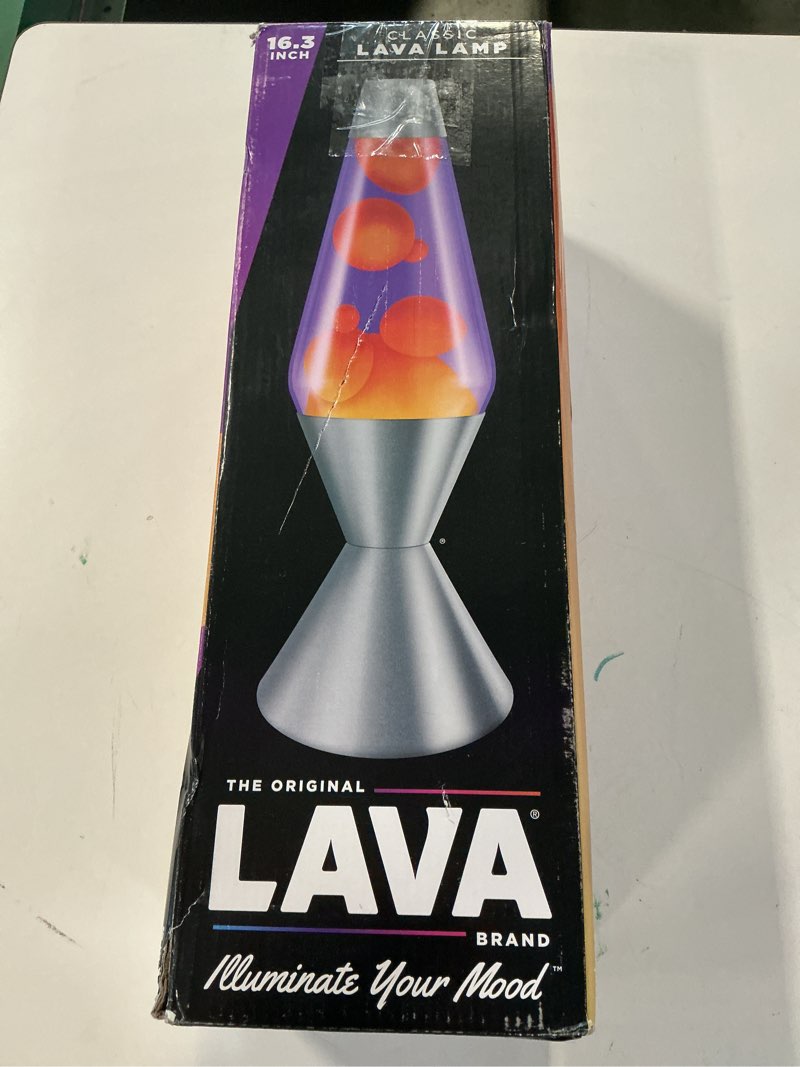 16.3
INCH
CLASSIC
LAVA LAMP
®
THE ORIGINAL
LAVA®
BRAND
Illuminate Your Mood™